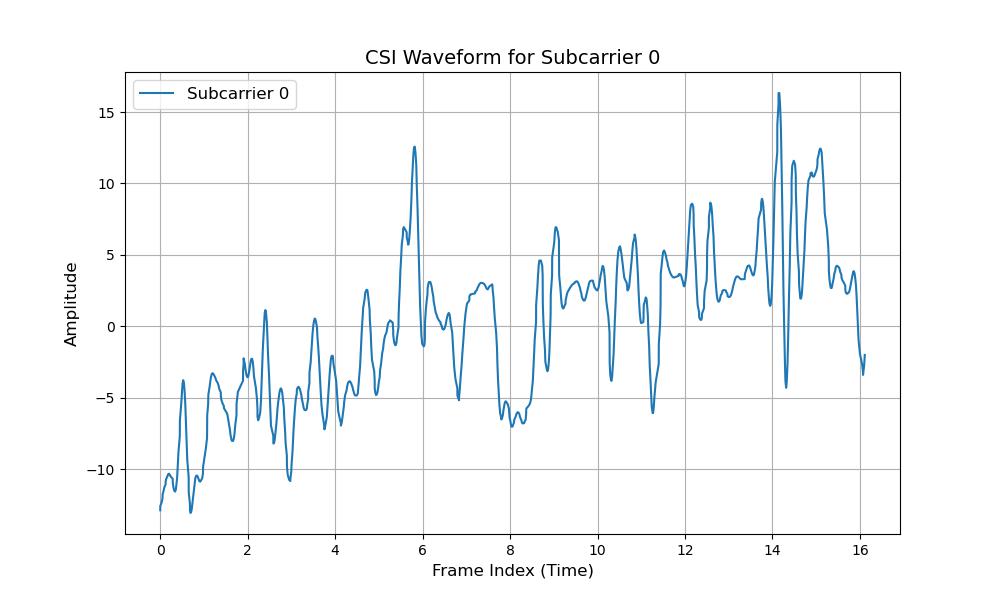 CSI Waveform for Subcarrier 0
Subcarrier 0
15
10
5
0
−5
−10
Amplitude
0 2 4 6 8 10 12 14 16
Frame Index (Time)